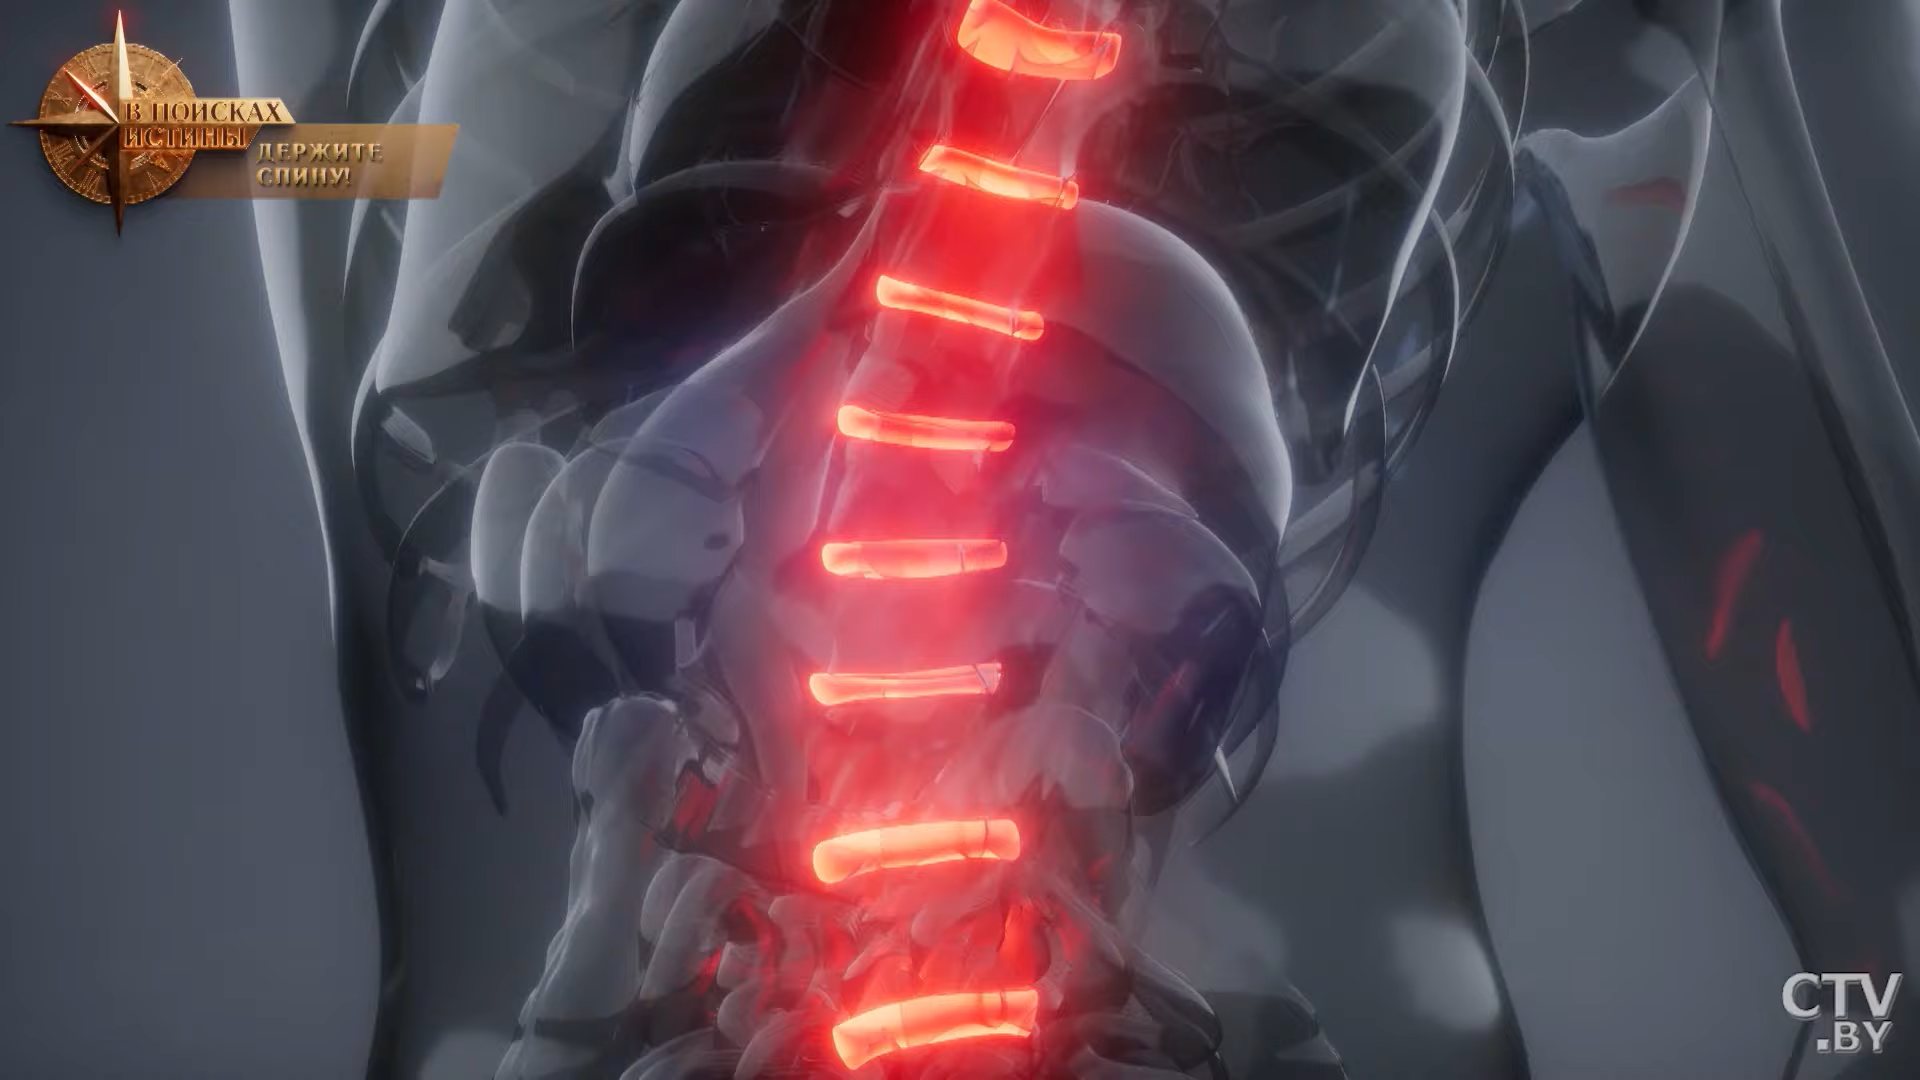 В ПОИСКАХ
ИСТИНЫ
ДЕРЖИТЕ
СПИНУ!
CTV
.BY